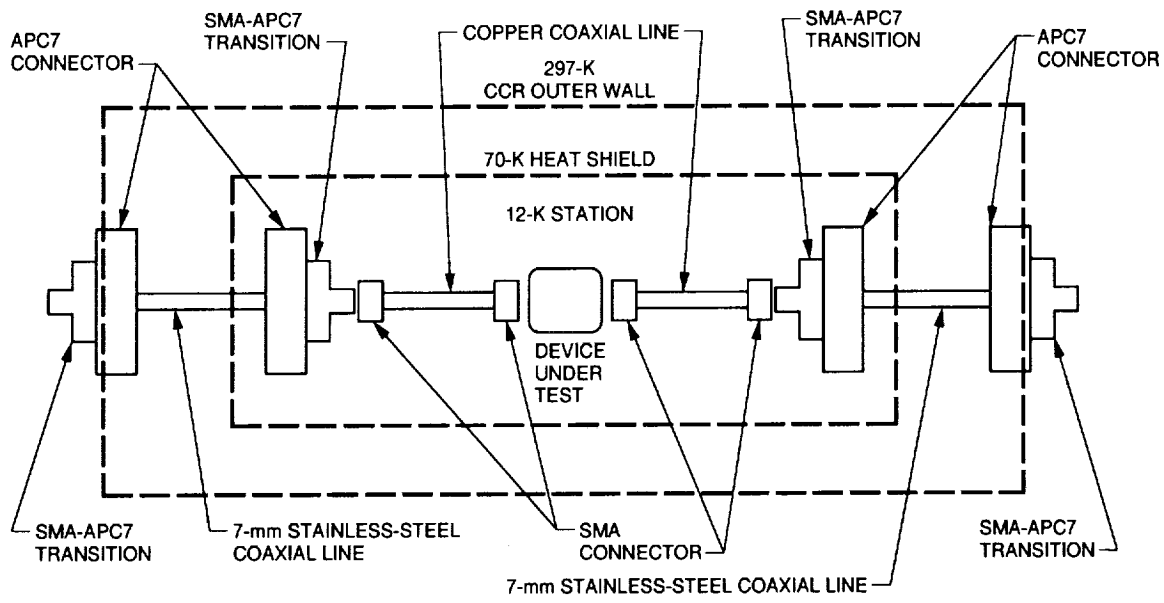 SMA-APC7
TRANSITION
APC7
CONNECTOR
COPPER COAXIAL LINE
SMA-APC7
TRANSITION
APC7
CONNECTOR
297-K
CCR OUTER WALL
70-K HEAT SHIELD
12-K STATION
DEVICE
UNDER
TEST
SMA-APC7
TRANSITION
7-mm STAINLESS-STEEL
COAXIAL LINE
SMA
CONNECTOR
SMA-APC7
TRANSITION
7-mm STAINLESS-STEEL COAXIAL LINE